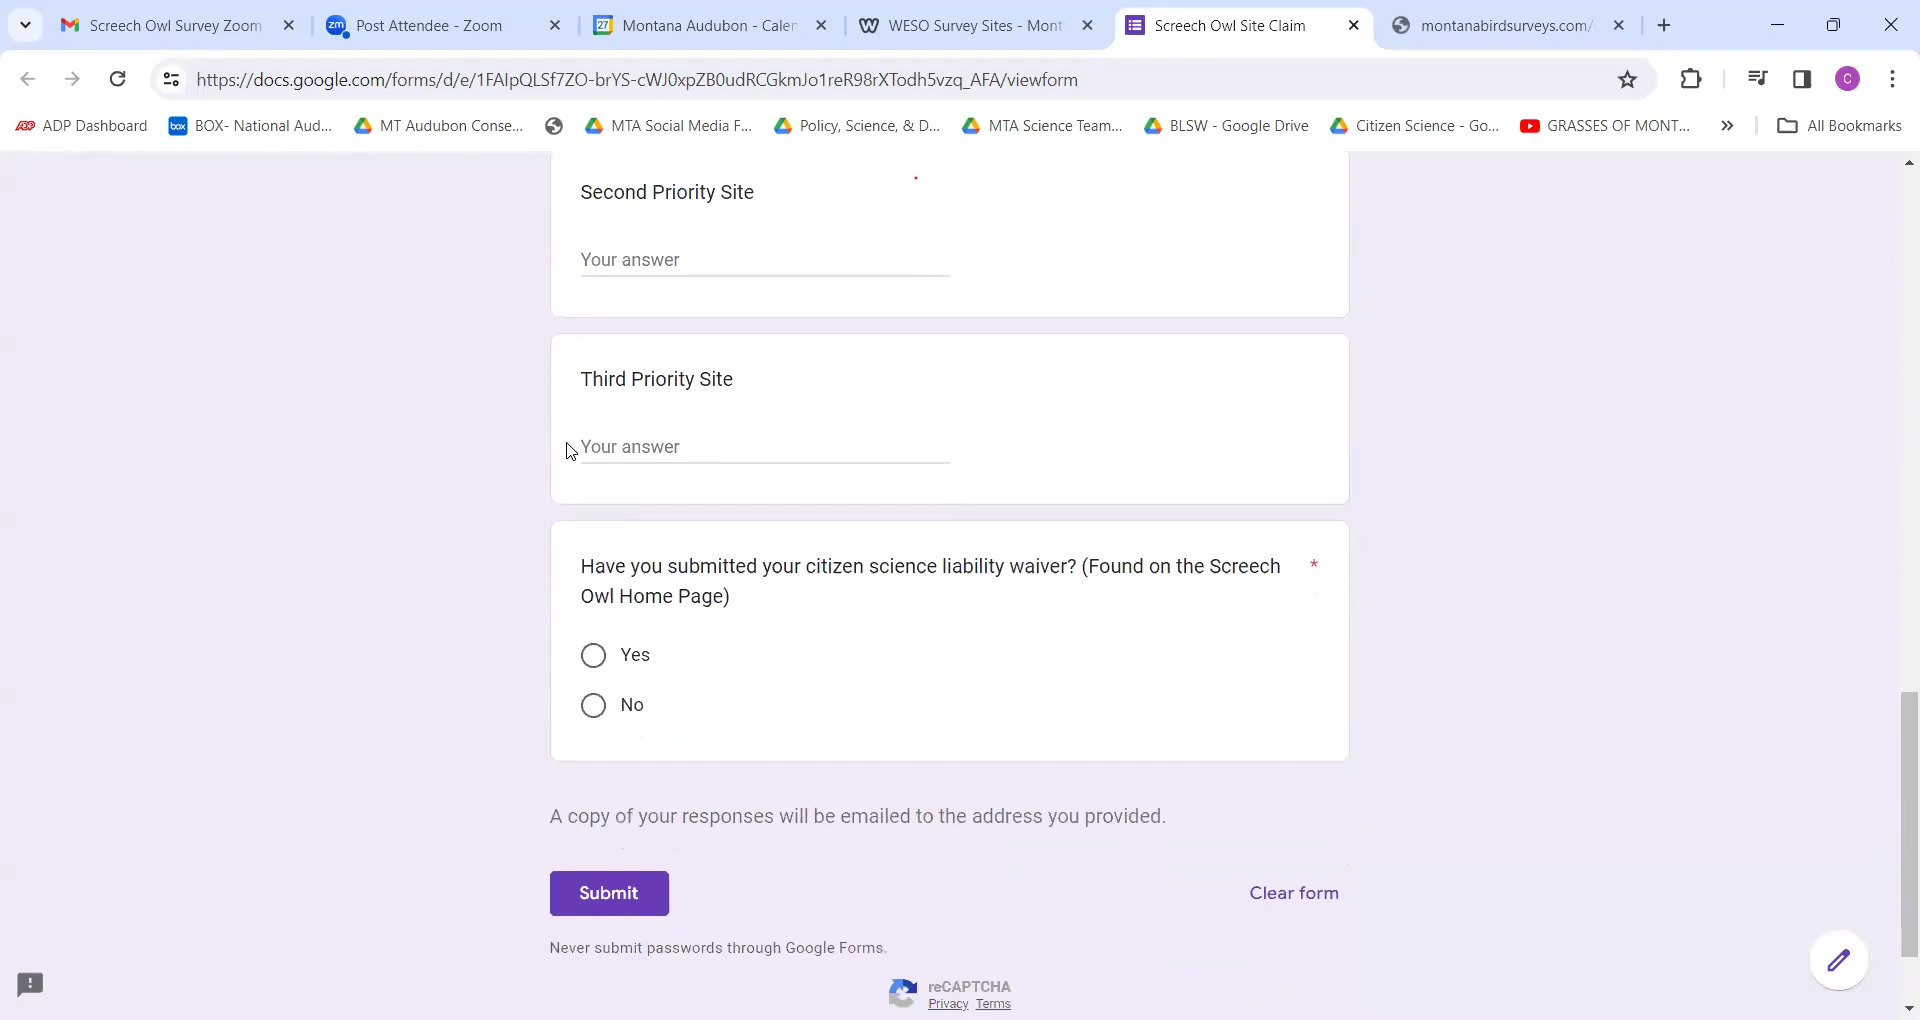 Screech Owl Survey Zoom
Post Attendee - Zoom
27
Montana Audubon - Calen
WESO Survey Sites - Mont
Screech Owl Site Claim
montanabirdsurveys.com/
zm
https://docs.google.com/forms/d/e/1FAIpQLSf7ZO-brYS-cWJ0xpZB0udRCGkmJo1reR98rXTodh5vzq_AFA/viewform
C
ADP Dashboard
box
BOX- National Aud...
MT Audubon Conse...
MTA Social Media F...
Policy, Science, & D...
MTA Science Team...
BLSW - Google Drive
Citizen Science - Go...
GRASSES OF MONT...
All Bookmarks
Second Priority Site
Your answer
Third Priority Site
Your answer
Have you submitted your citizen science liability waiver? (Found on the Screech *
Owl Home Page)
Yes
No
A copy of your responses will be emailed to the address you provided.
Submit
Clear form
Never submit passwords through Google Forms.
reCAPTCHA
Privacy Terms